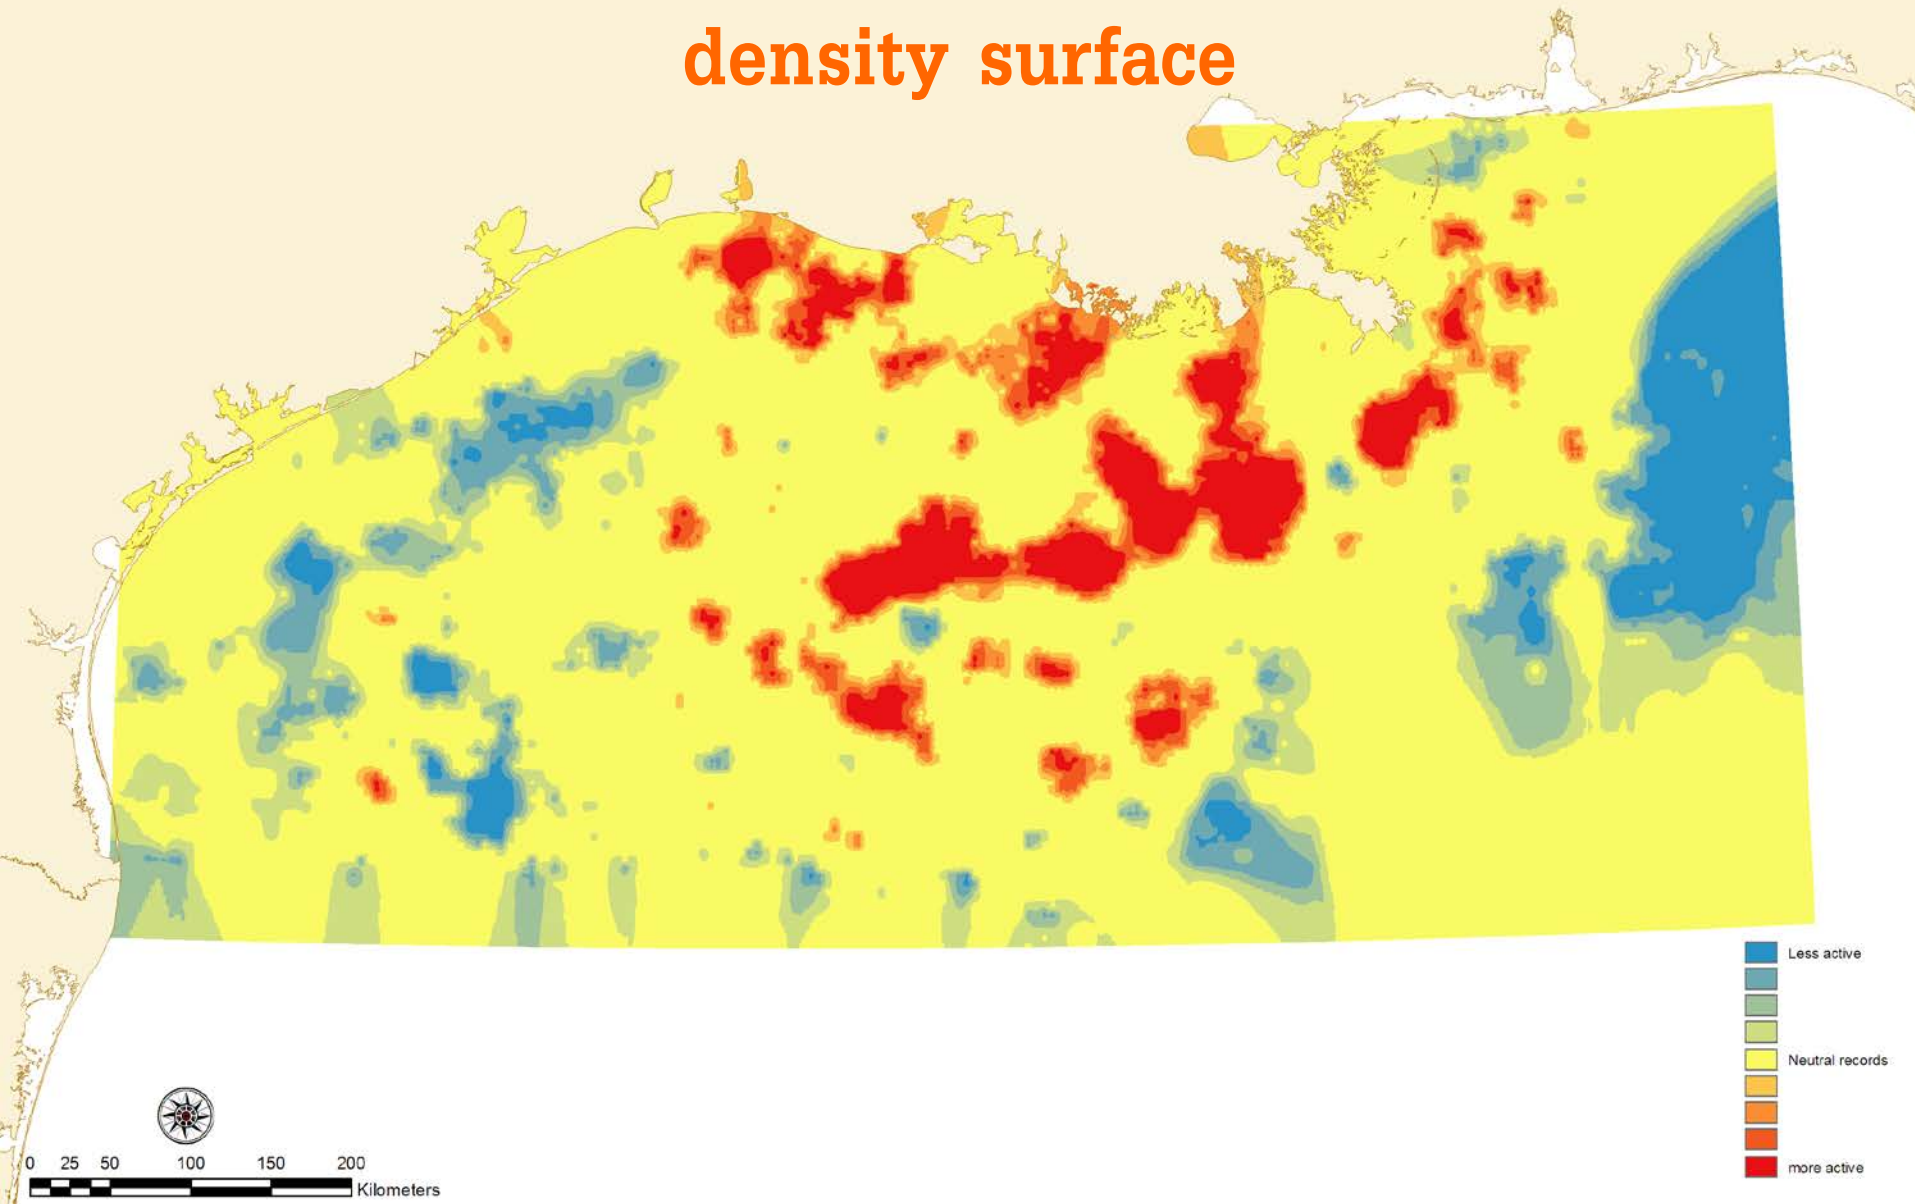 density surface
Less active
Neutral records
more active
0 25 50 100 150 200
Kilometers